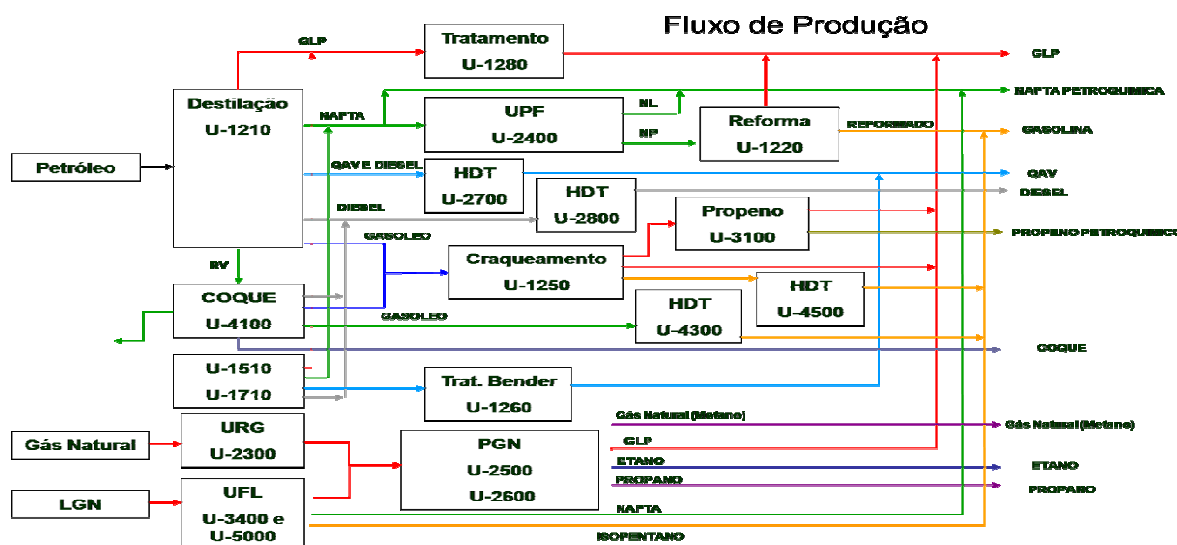 Fluxo de Produção
GLP
Tratamento
U-1280
GLP
Destilação
U-1210
NAFTA
UPF
U-2400
NL
NP
Reforma
U-1220
REFORMADO
NAFTA PETROQUIMICA
GASOLINA
Petróleo
QAV E DIESEL
HDT
U-2700
QAV
HDT
U-2800
DIESEL
DIESEL
GASOLEO
Propeno
U-3100
PROPENO PETROQUIMICO
RV
Craqueamento
U-1250
HDT
U-4500
COQUE
U-4100
GASOLEO
HDT
U-4300
COQUE
U-1510
U-1710
Trat. Bender
U-1260
Gás Natural
URG
U-2300
PGN
U-2500
U-2600
Gás Natural (Metano)
Gás Natural (Metano)
GLP
ETANO
ETANO
PROPANO
PROPANO
LGN
UFL
U-3400 e
U-5000
NAFTA
ISOPENTANO